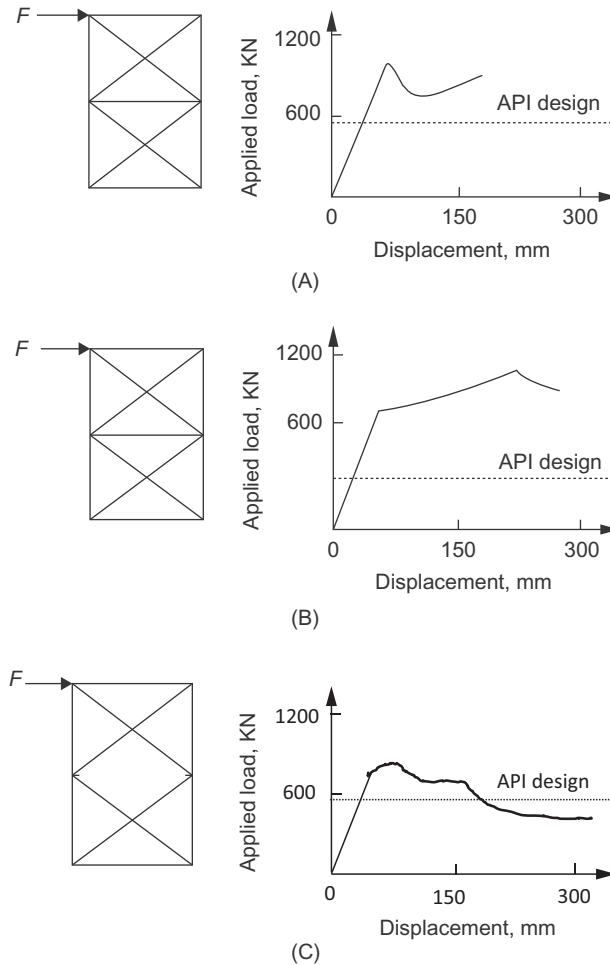 F
Applied load, KN
1200
600
API design
0
150
300
Displacement, mm
(A)
F
Applied load, KN
1200
600
API design
0
150
300
Displacement, mm
(B)
F
Applied load, KN
1200
600
API design
0
150
300
Displacement, mm
(C)